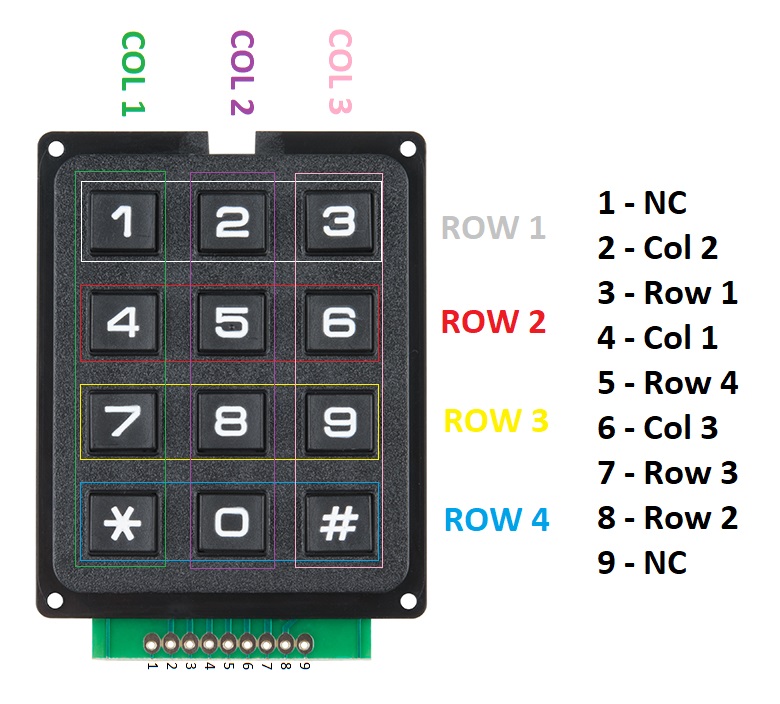 COL 1
COL 2
COL 3
1 2 3
ROW 1
4 5 6
ROW 2
7 8 9
ROW 3
* 0 #
ROW 4
1 - NC
2 - Col 2
3 - Row 1
4 - Col 1
5 - Row 4
6 - Col 3
7 - Row 3
8 - Row 2
9 - NC
1 2 3 4 5 6 7 8 9